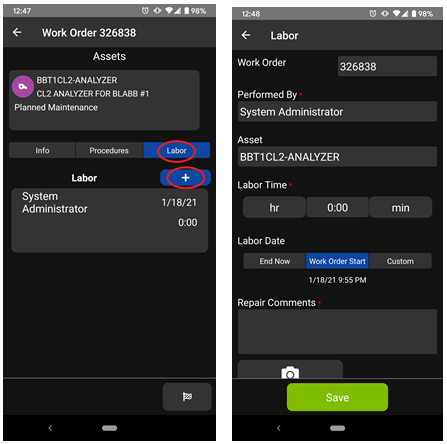 12:47
98%
Work Order 326838
Assets
BBT1CL2-ANALYZER
CL2 ANALYZER FOR BLABB #1
Planned Maintenance
Info Procedures Labor
Labor +
System Administrator 1/18/21
0:00
12:48
98%
Labor
Work Order 326838
Performed By *
System Administrator
Asset
BBT1CL2-ANALYZER
Labor Time *
hr 0:00 min
Labor Date
End Now Work Order Start Custom
1/18/21 9:55 PM
Repair Comments *
Save